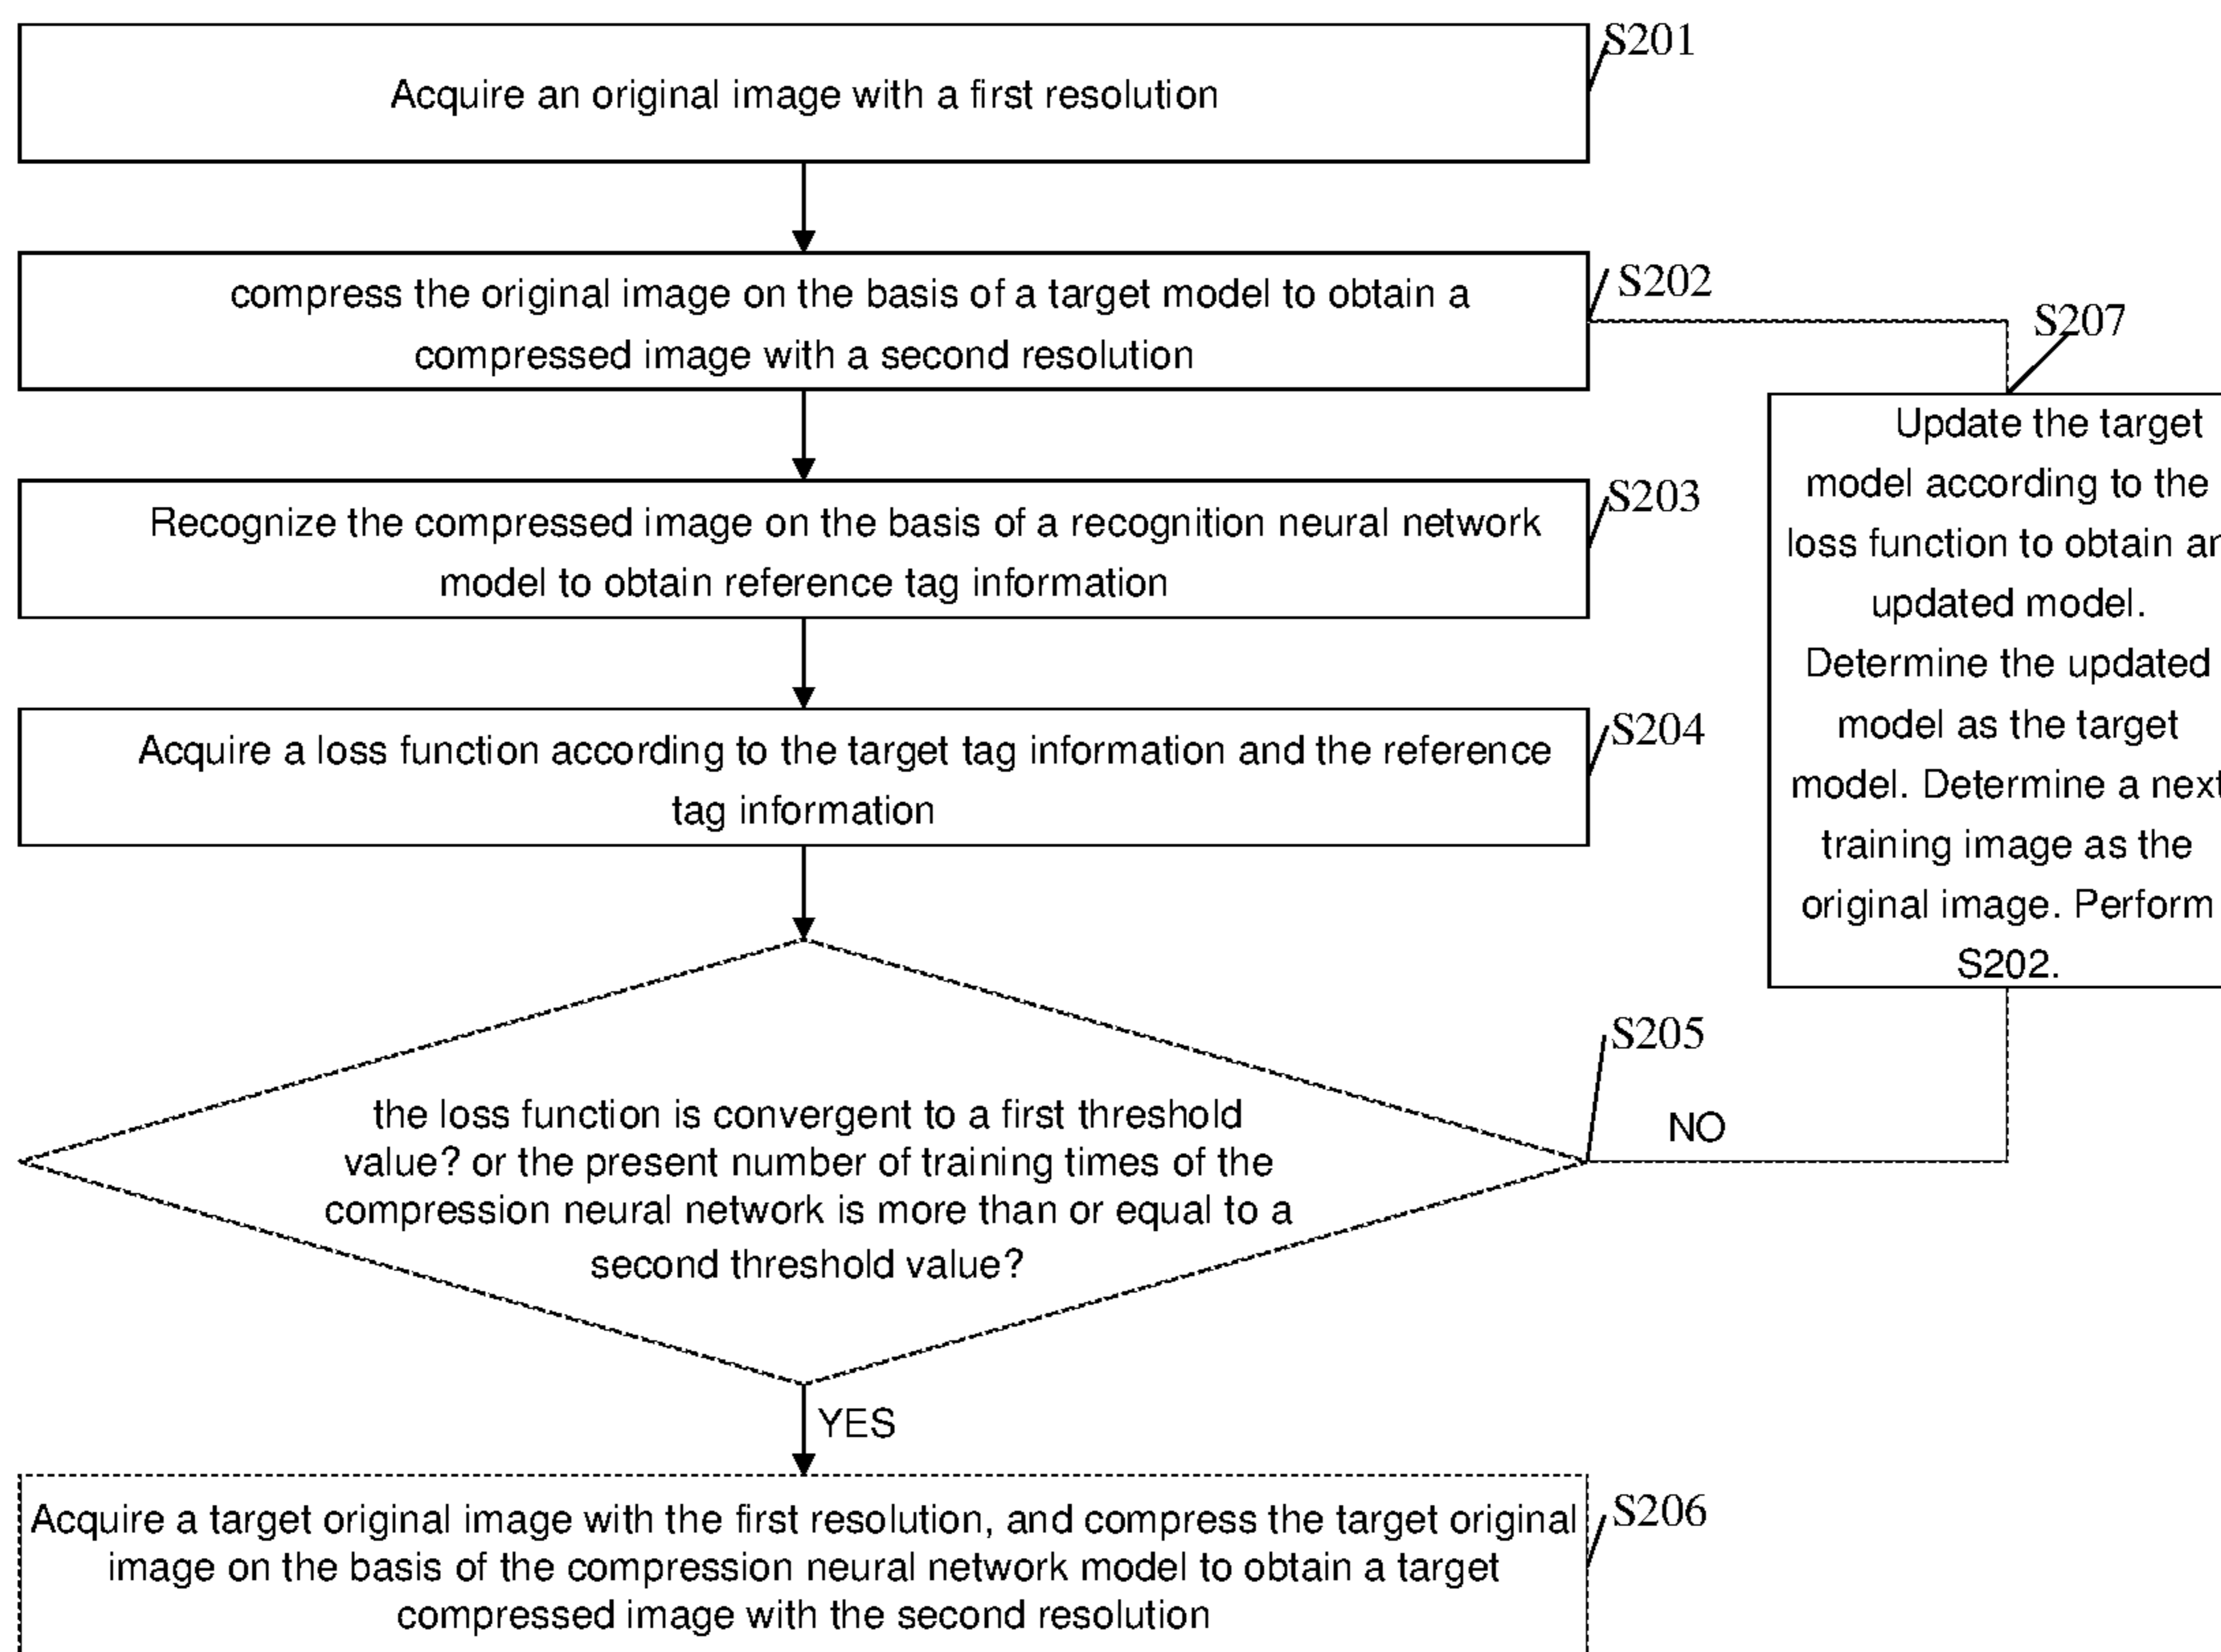 S201
Acquire an original image with a first resolution
S202
compress the original image on the basis of a target model to obtain a
compressed image with a second resolution
S203
Recognize the compressed image on the basis of a recognition neural network
model to obtain reference tag information
S204
Acquire a loss function according to the target tag information and the reference
tag information
S205
the loss function is convergent to a first threshold
value? or the present number of training times of the
compression neural network is more than or equal to a
second threshold value?
NO
YES
S206
Acquire a target original image with the first resolution, and compress the target original
image on the basis of the compression neural network model to obtain a target
compressed image with the second resolution
S207
Update the target
model according to the
loss function to obtain an
updated model.
Determine the updated
model as the target
model. Determine a next
training image as the
original image. Perform
S202.